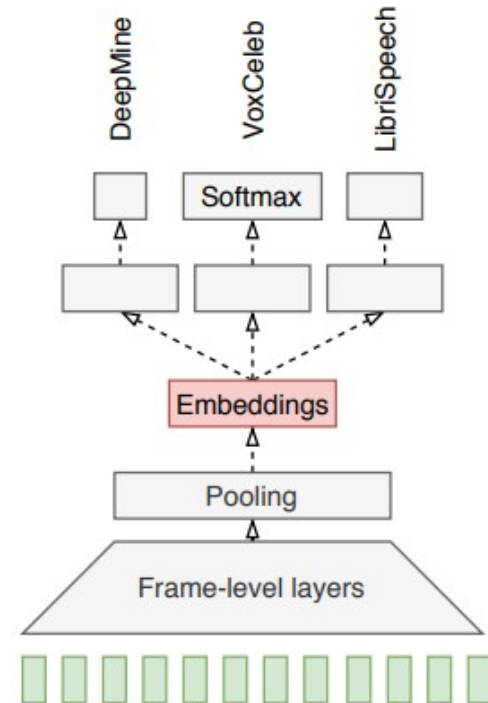 DeepMine
VoxCeleb
LibriSpeech
Softmax
Embeddings
Pooling
Frame-level layers